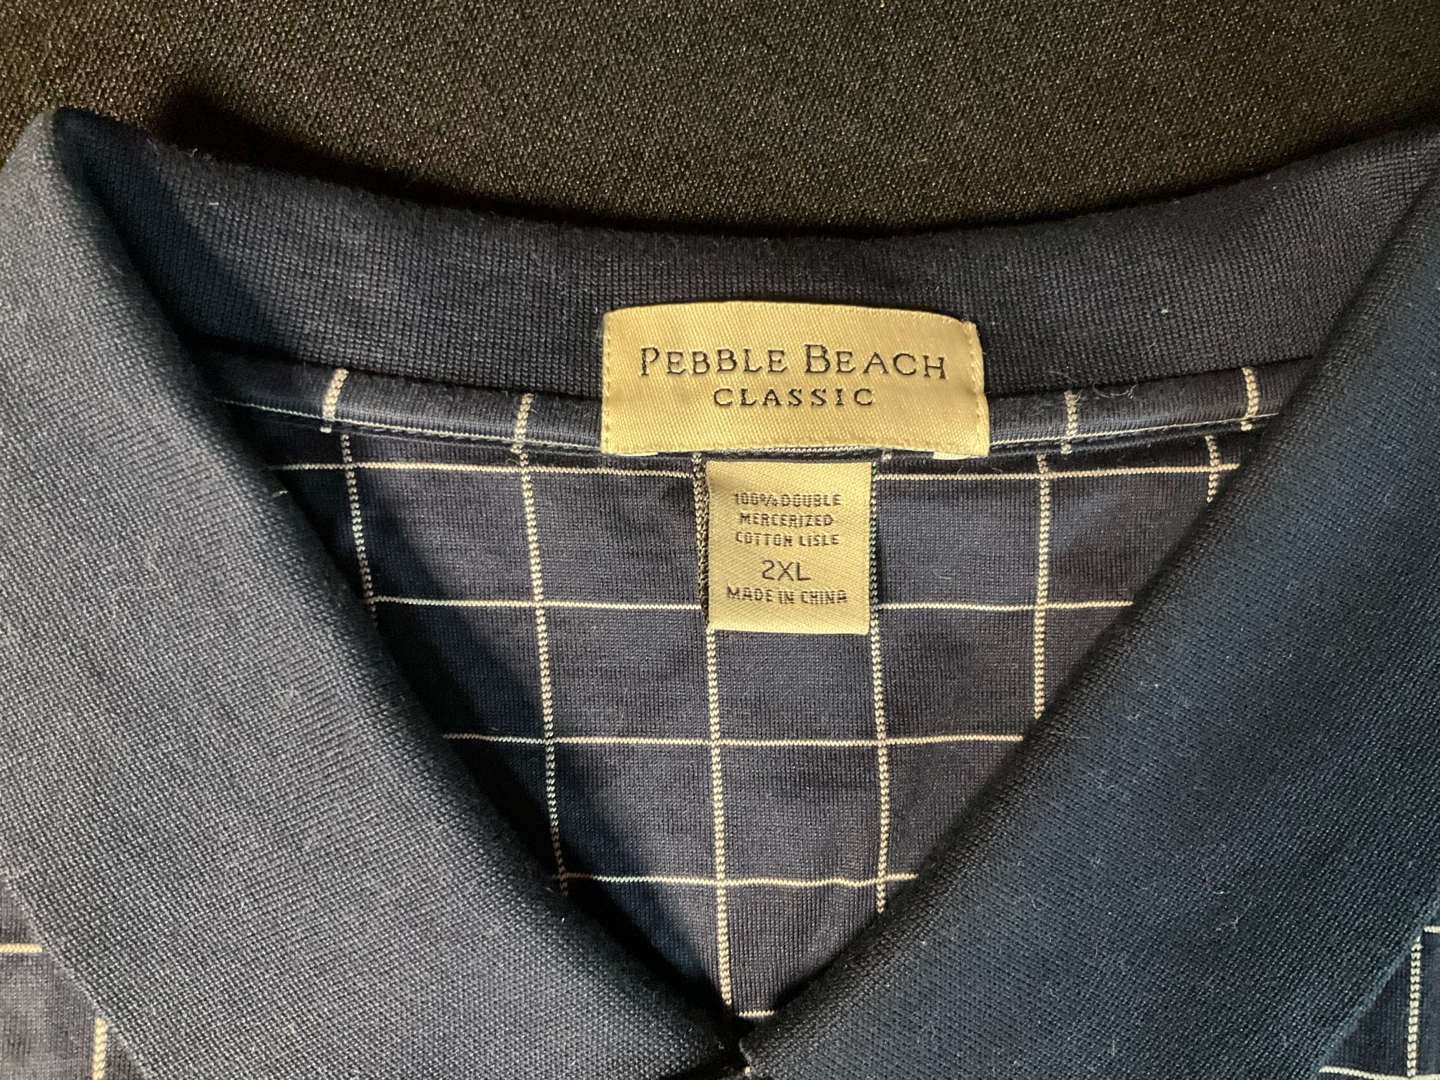 PEBBLE BEACH
CLASSIC
100% DOUBLE
MERCERIZED
COTTON LISLE
2XL
MADE IN CHINA